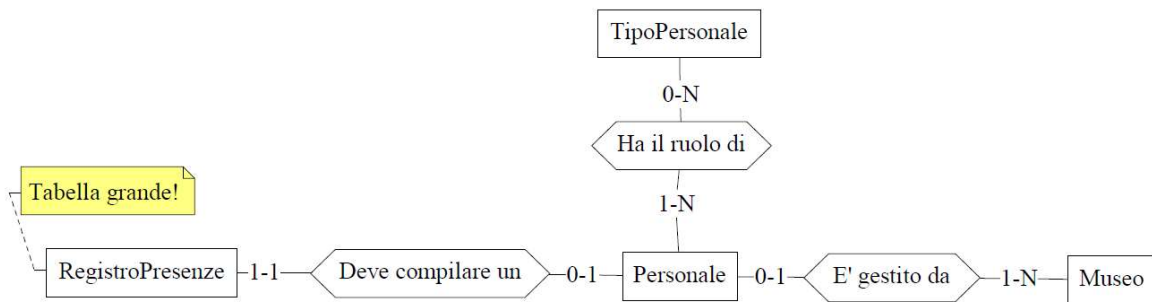 TipoPersonale
0-N
Ha il ruolo di
Tabella grande!
1-N
RegistroPresenze 1-1 Deve compilare un 0-1 Personale 0-1 E' gestito da 1-N Museo